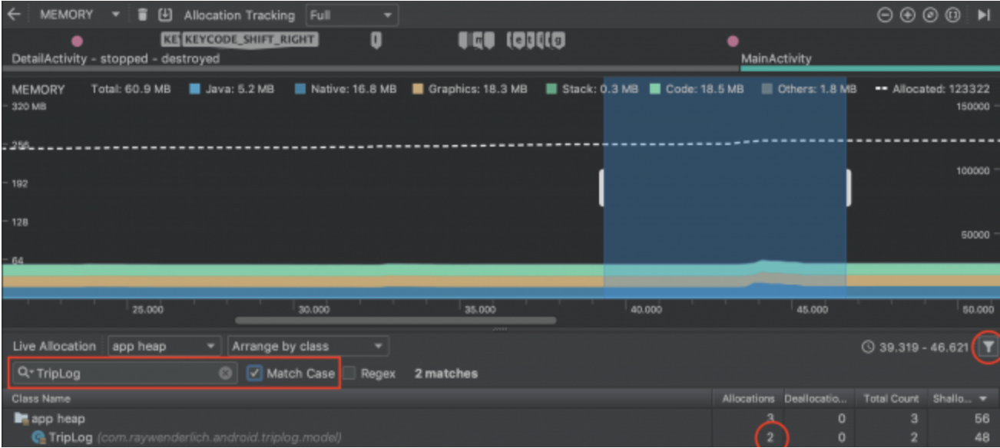 MEMORY Allocation Tracking Full
KE KEYCODE_SHIFT_RIGHT
DetailActivity - stopped - destroyed MainActivity
MEMORY Total: 60.9 MB Java: 5.2 MB Native: 16.8 MB Graphics: 18.3 MB Stack: 0.3 MB Code: 18.5 MB Others: 1.8 MB Allocated: 123322
320 MB 150000
256
192 100000
128
50000
64
25.000 30.000 35.000 40.000 45.000 50.000
Live Allocation app heap Arrange by class 39.319 - 46.621
TripLog Match Case Regex 2 matches
Class Name Allocations Deallocatio... Total Count Shallo...
app heap 3 0 3 56
TripLog (com.raywenderlich.android.triplog.model) 2 0 2 48